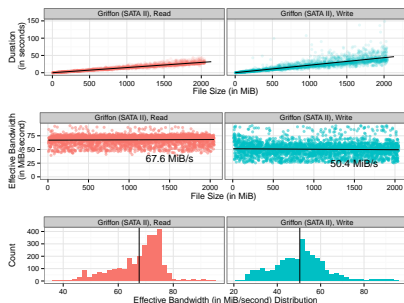 Griffon (SATA II), Read
Griffon (SATA II), Write
Duration
(in seconds)
150
100
50
0
0 500 1000 1500 2000
0 500 1000 1500 2000
File Size (in MiB)
Griffon (SATA II), Read
Griffon (SATA II), Write
Effective Bandwidth
(in MiB/second)
75
50
25
0
67.6 MiB/s
50.4 MiB/s
0 500 1000 1500 2000
0 500 1000 1500 2000
File Size (in MiB)
Griffon (SATA II), Read
Griffon (SATA II), Write
Count
400
300
200
100
0
40 60 80
20 40 60 80
Effective Bandwidth (in MiB/second) Distribution